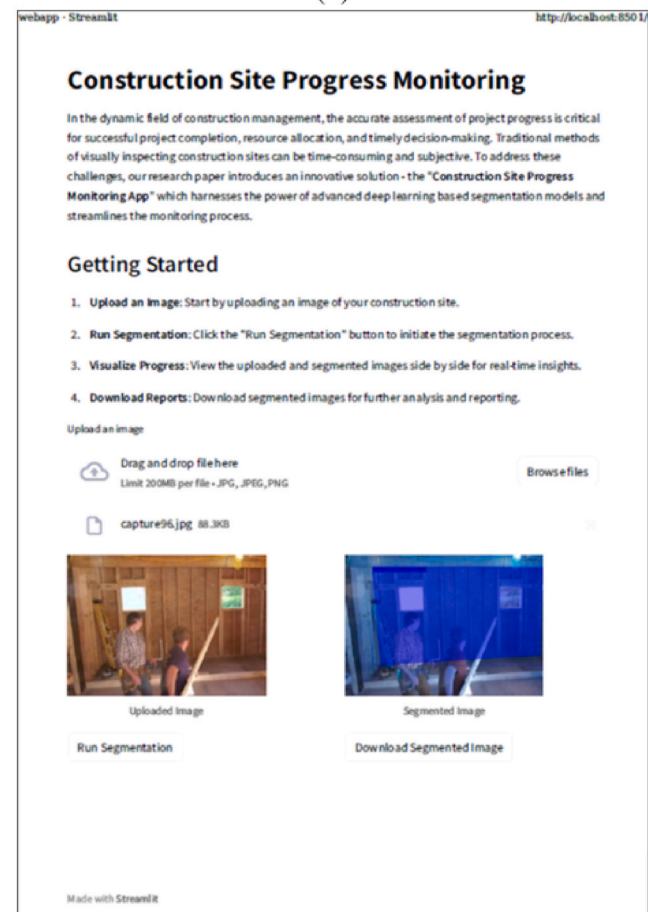 webapp · Streamlit http://localhost:8501/
Construction Site Progress Monitoring
In the dynamic field of construction management, the accurate assessment of project progress is critical
for successful project completion, resource allocation, and timely decision-making. Traditional methods
of visually inspecting construction sites can be time-consuming and subjective. To address these
challenges, our research paper introduces an innovative solution - the "Construction Site Progress
Monitoring App" which harnesses the power of advanced deep learning based segmentation models and
streamlines the monitoring process.
Getting Started
1. Upload an Image: Start by uploading an image of your construction site.
2. Run Segmentation: Click the "Run Segmentation" button to initiate the segmentation process.
3. Visualize Progress: View the uploaded and segmented images side by side for real-time insights.
4. Download Reports: Download segmented images for further analysis and reporting.
Upload an image
Drag and drop file here
Limit 200MB per file • JPG, JPEG, PNG
Browse files
capture96.jpg 88.3KB
Uploaded Image
Segmented Image
Run Segmentation
Download Segmented Image
Made with Streamlit